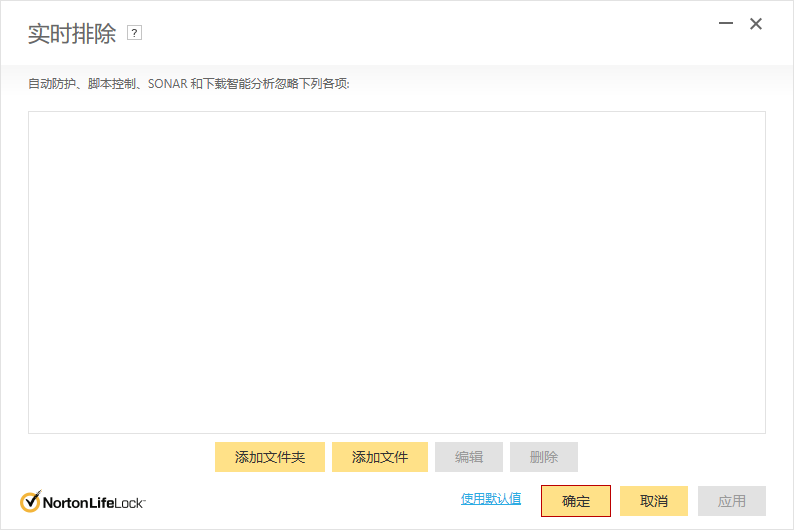 实时排除 ?
自动防护、脚本控制、SONAR 和下载智能分析忽略下列各项:
添加文件夹 添加文件 编辑 删除
NortonLifeLock 使用默认值 确定 取消 应用